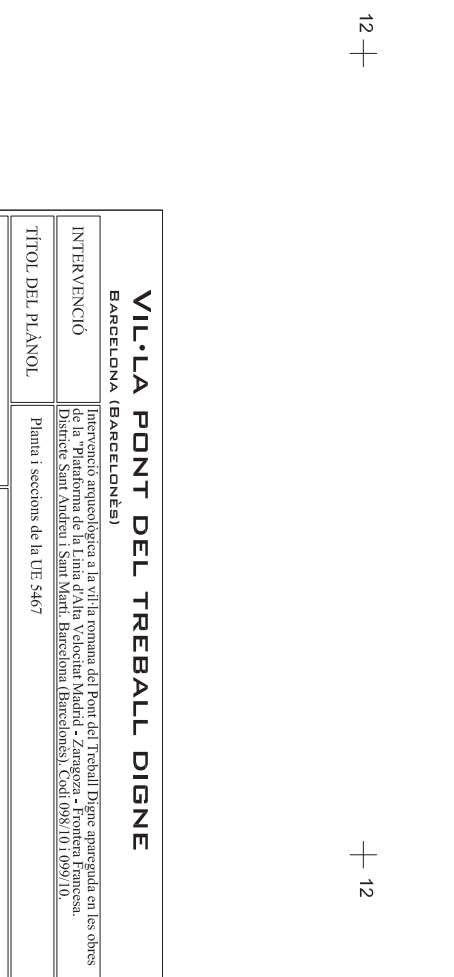 12
12
VIL·LA PONT DEL TREBALL DIGNE
BARCELONA (BARCELONÈS)
INTERVENCIÓ
Intervenció arqueològica a la vil·la romana del Pont del Treball Digne apareguda en les obres
de la "Plataforma de la Linia d'Alta Velocitat Madrid - Zaragoza - Frontera Francesa.
Districte Sant Andreu i Sant Martí. Barcelona (Barcelonès). Codi 098/10 i 099/10.
TÍTOL DEL PLÀNOL
Planta i seccions de la UE 5467